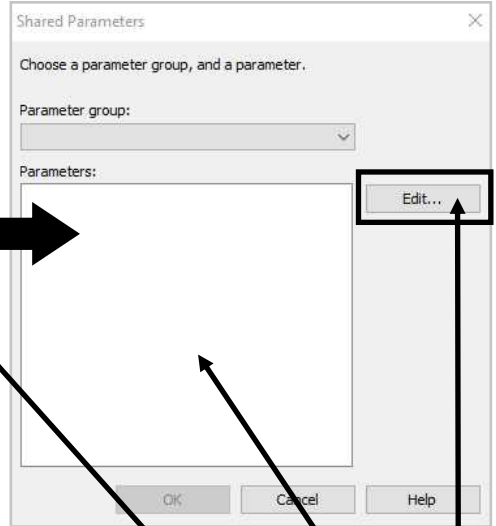 Shared Parameters
Choose a parameter group, and a parameter.
Parameter group:
Parameters:
Edit...
OK
Cancel
Help